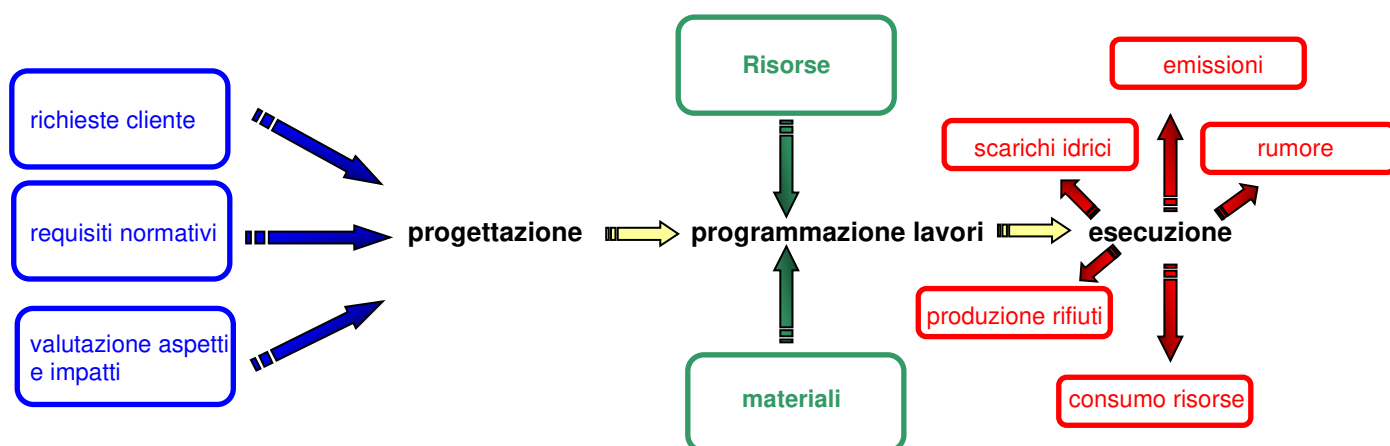 richieste cliente
requisiti normativi
valutazione aspetti
e impatti
progettazione
Risorse
programmazione lavori
materiali
emissioni
scarichi idrici
rumore
esecuzione
produzione rifiuti
consumo risorse